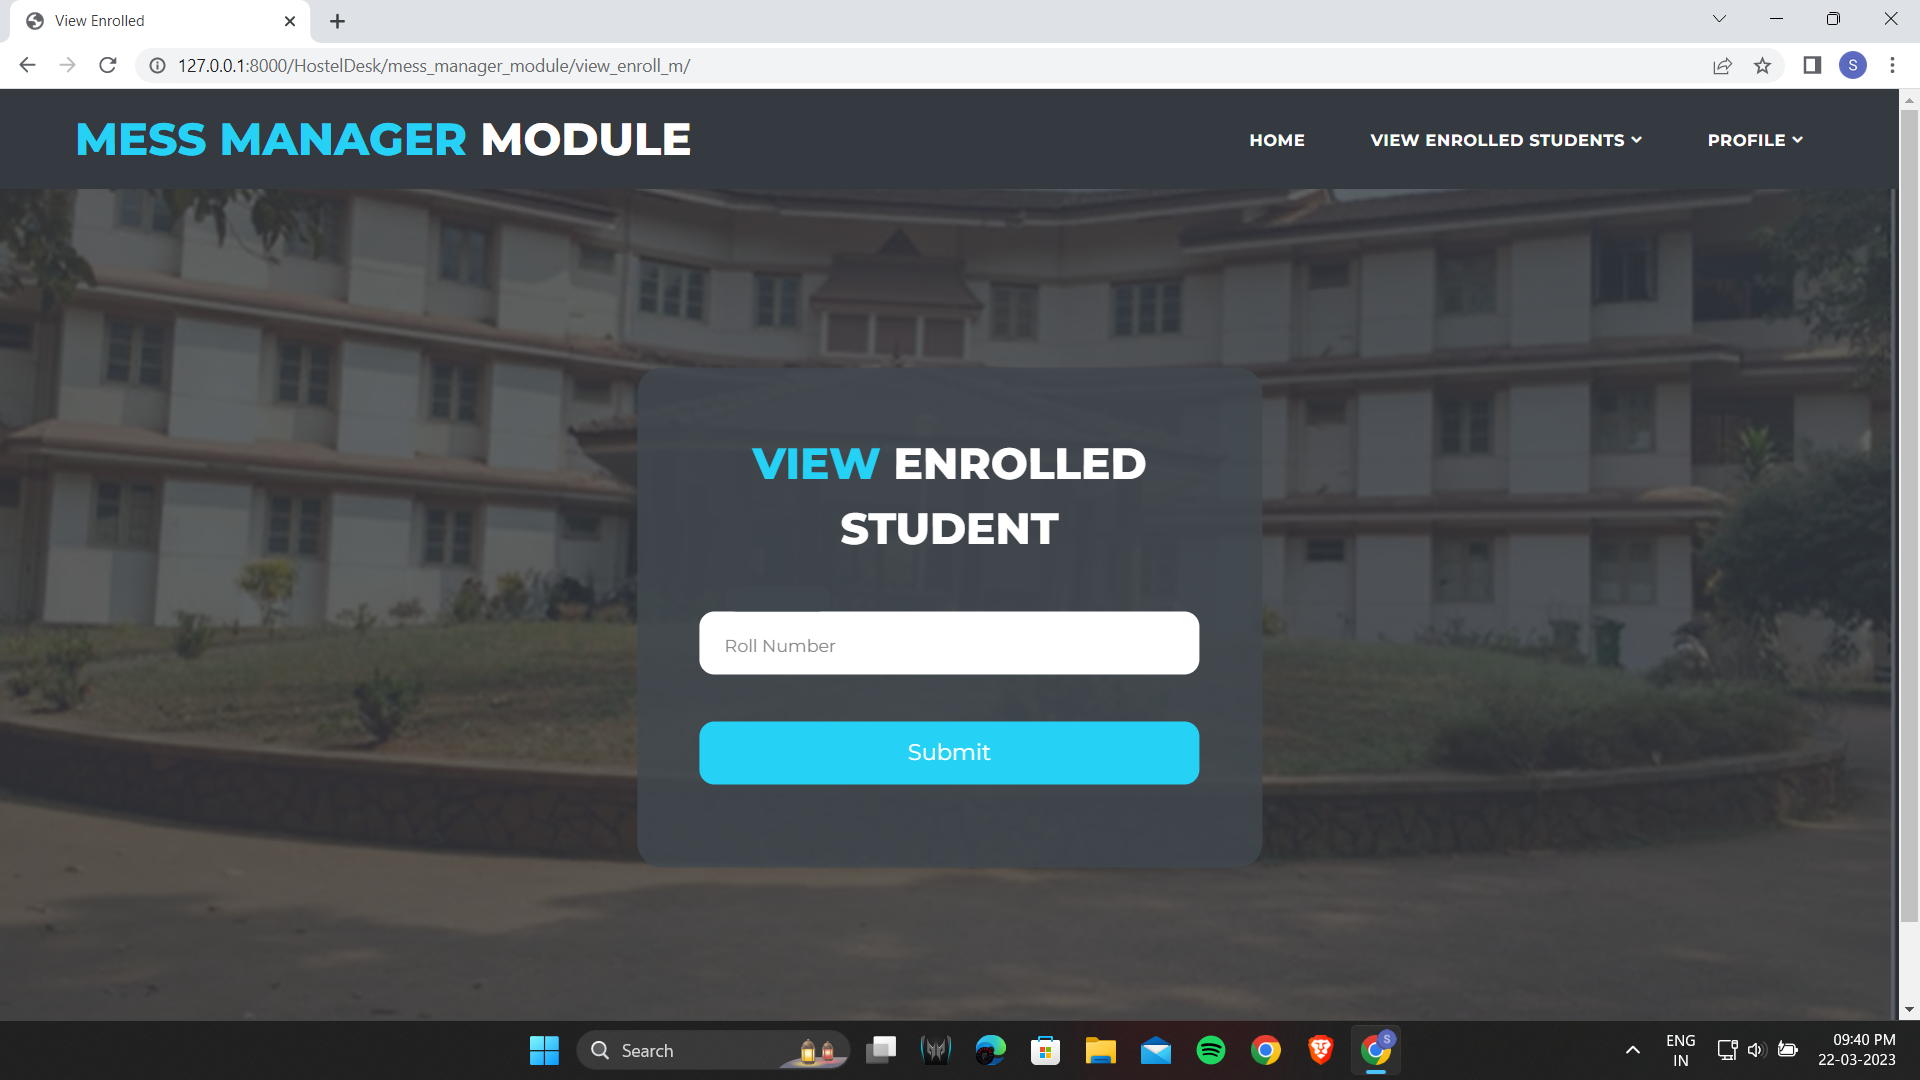 View Enrolled
127.0.0.1:8000/HostelDesk/mess_manager_module/view_enroll_m/
S
MESS MANAGER MODULE
HOME
VIEW ENROLLED STUDENTS
PROFILE
VIEW ENROLLED
STUDENT
Roll Number
Submit
Search
S
ENG
IN
09:40 PM
22-03-2023